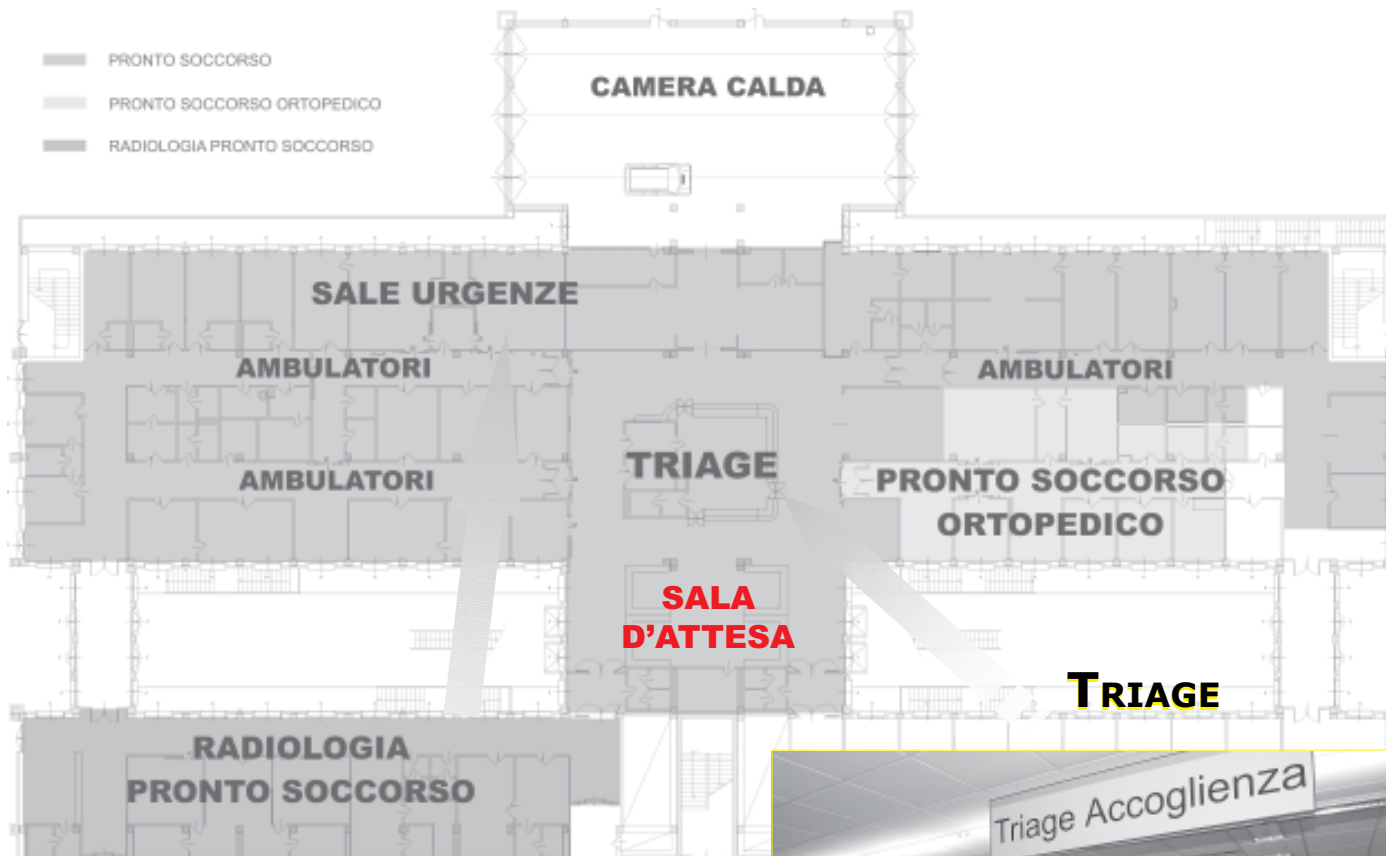 PRONTO SOCCORSO
PRONTO SOCCORSO ORTOPEDICO
RADIOLOGIA PRONTO SOCCORSO
CAMERA CALDA
SALE URGENZE
AMBULATORI
AMBULATORI
TRIAGE
AMBULATORI
PRONTO SOCCORSO
ORTOPEDICO
SALA
D'ATTESA
TRIAGE
RADIOLOGIA
PRONTO SOCCORSO
Triage Accoglienza